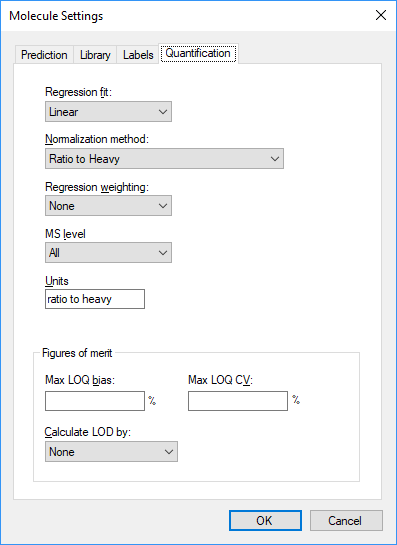 Molecule Settings
Prediction Library Labels Quantification
Regression fit:
Linear
Normalization method:
Ratio to Heavy
Regression weighting:
None
MS level
All
Units
ratio to heavy
Figures of merit
Max LOQ bias: Max LOQ CV:
% %
Calculate LOD by:
None
OK Cancel